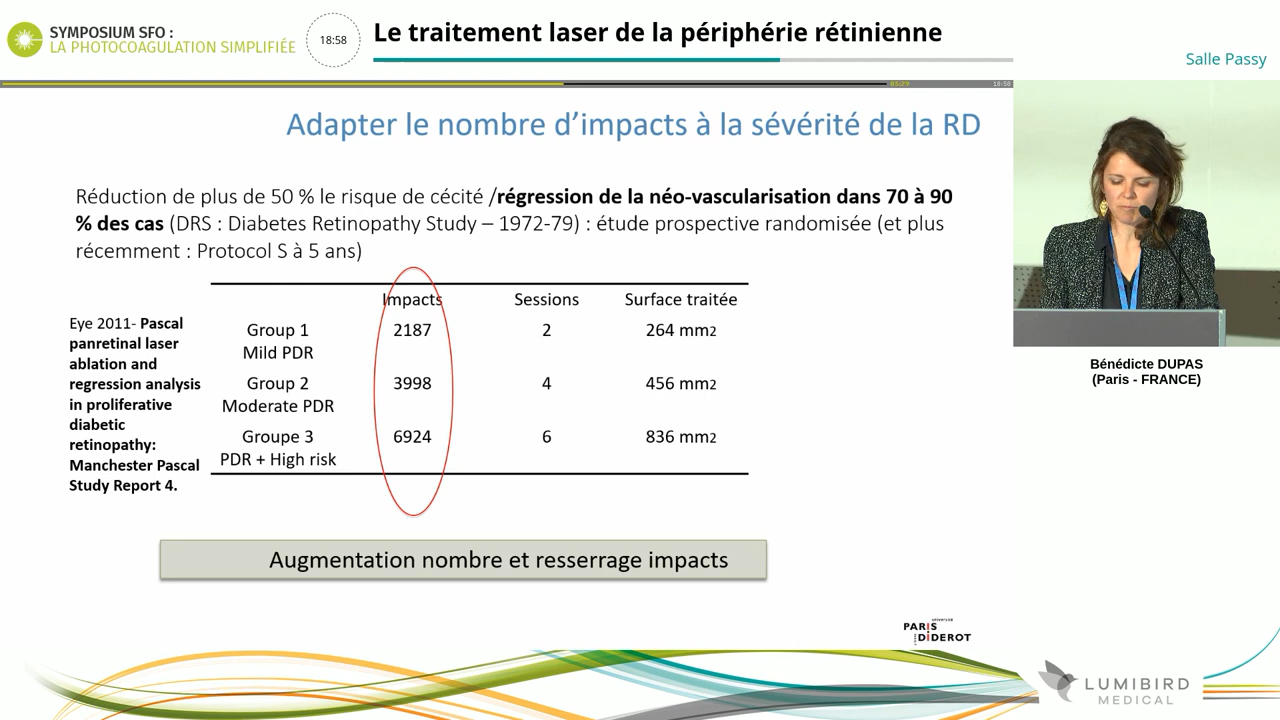 SYMPOSIUM SFO :
LA PHOTOCOAGULATION SIMPLIFIÉE
18:58
Le traitement laser de la périphérie rétinienne
Salle Passy
05:29
18:58
Adapter le nombre d'impacts à la sévérité de la RD
Réduction de plus de 50 % le risque de cécité /régression de la néo-vascularisation dans 70 à 90
% des cas (DRS : Diabetes Retinopathy Study – 1972-79) : étude prospective randomisée (et plus
récemment : Protocol S à 5 ans)
Eye 2011- Pascal
panretinal laser
ablation and
regression analysis
in proliferative
diabetic
retinopathy:
Manchester Pascal
Study Report 4.
Impacts Sessions Surface traitée
Group 1 2187 2 264 mm2
Mild PDR
Group 2 3998 4 456 mm2
Moderate PDR
Groupe 3 6924 6 836 mm2
PDR + High risk
Augmentation nombre et resserrage impacts
Bénédicte DUPAS
(Paris - FRANCE)
université
PARIS
DIDEROT
LUMIBIRD
MEDICAL